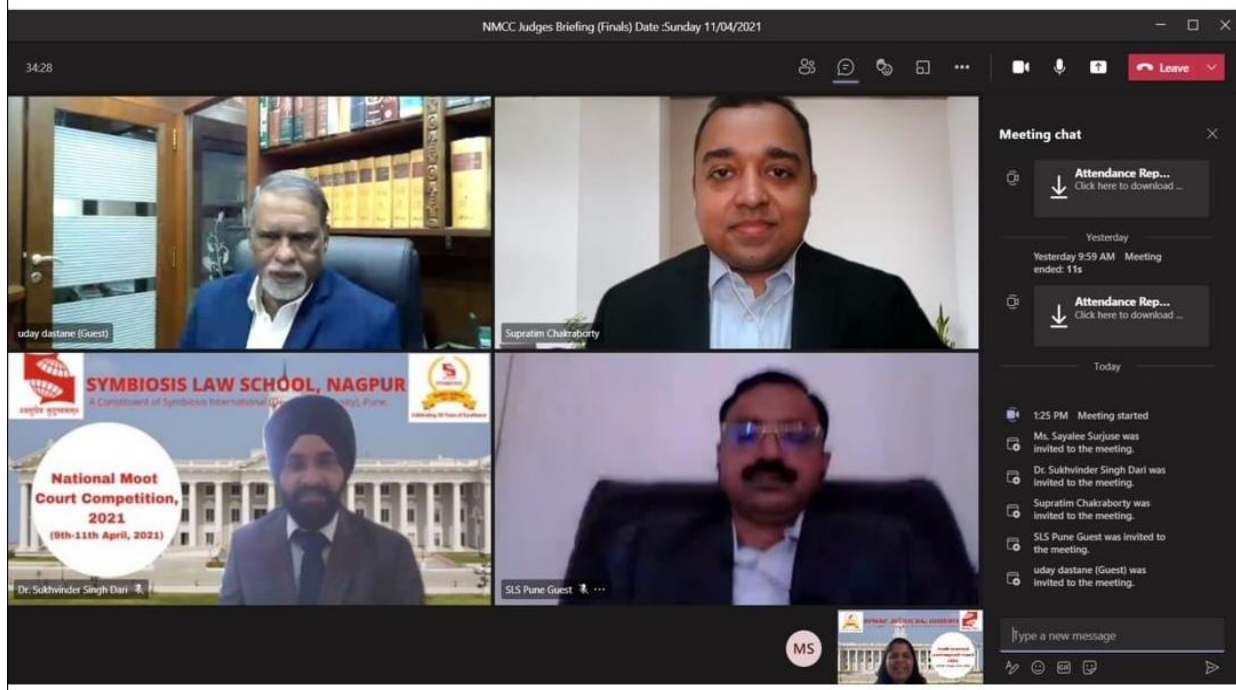 NMCC Judges Briefing (Finals) Date :Sunday 11/04/2021
34:28
Leave
uday dastane (Guest)
Supratim Chakraborty
SYMBIOSIS LAW SCHOOL, NAGPUR
A Constituent of Symbiosis International
Pune.
SYMBIOSIS
National Moot
Court Competition,
2021
(9th-11th April, 2021)
Dr. Sukhvinder Singh Dari
SLS Pune Guest
MS
Meeting chat
Attendance Rep...
Click here to download ...
Yesterday
Yesterday 9:59 AM Meeting
ended: 11s
Attendance Rep...
Click here to download ...
Today
1:25 PM Meeting started
Ms. Sayalee Surjuse was
invited to the meeting.
Dr. Sukhvinder Singh Dari was
invited to the meeting.
Supratim Chakraborty was
invited to the meeting.
SLS Pune Guest was invited to
the meeting.
uday dastane (Guest) was
invited to the meeting.
Type a new message
GIF